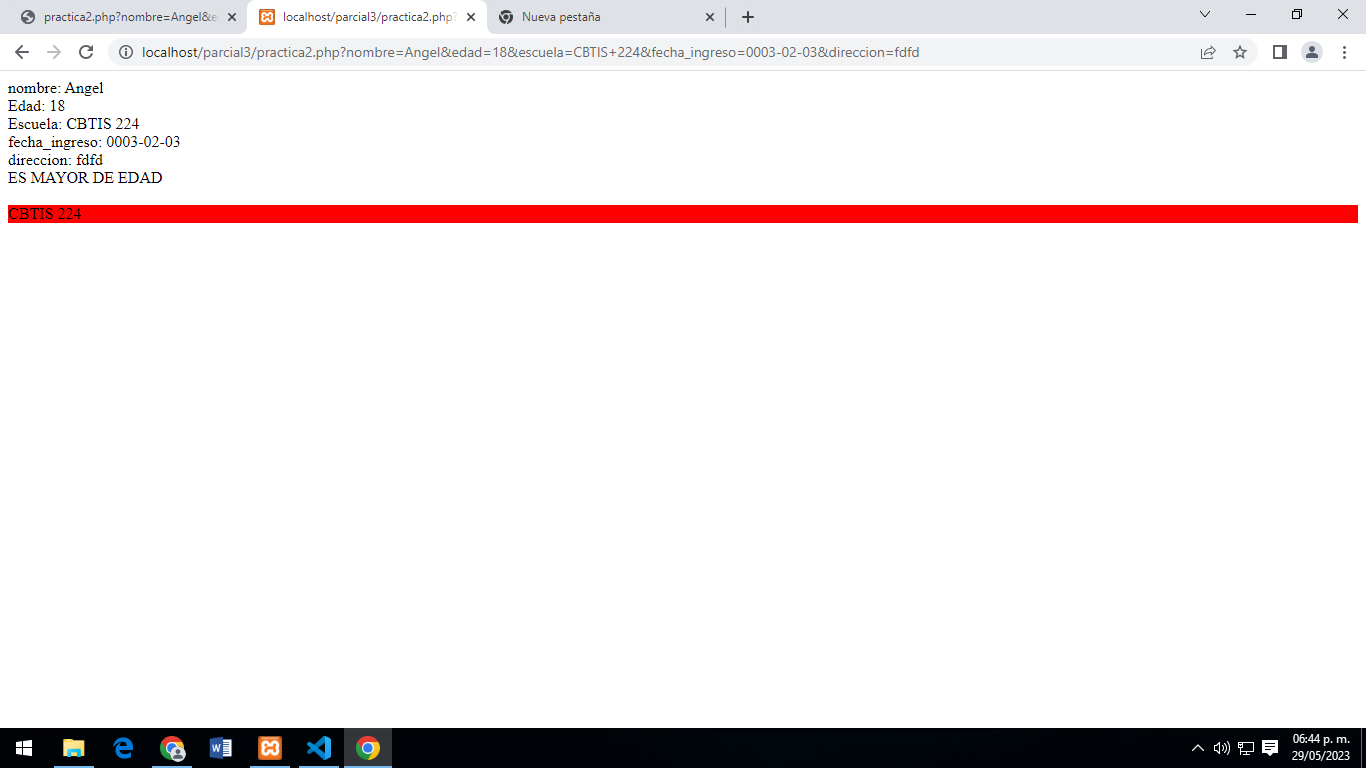 practica2.php?nombre=Angel&e
localhost/parcial3/practica2.php?
Nueva pestaña
localhost/parcial3/practica2.php?nombre=Angel&edad=18&escuela=CBTIS+224&fecha_ingreso=0003-02-03&direccion=fdfd
nombre: Angel
Edad: 18
Escuela: CBTIS 224
fecha_ingreso: 0003-02-03
direccion: fdfd
ES MAYOR DE EDAD
CBTIS 224
06:44 p. m.
29/05/2023